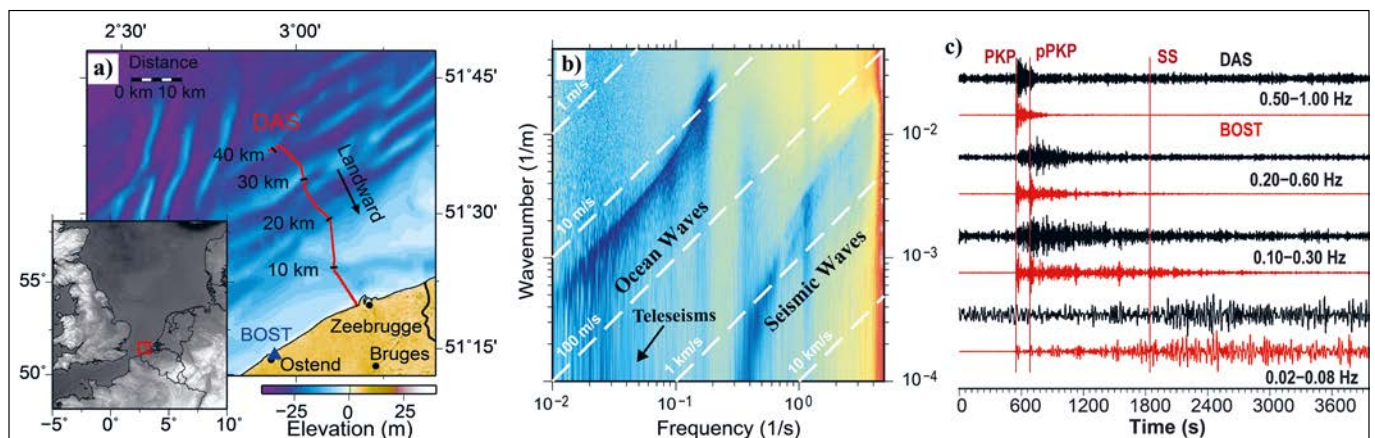 2°30'
3°00'
a)
Distance
0 km 10 km
51°45'
DAS
40 km
Landward
30 km
51°30'
20 km
10 km
Zeebrugge
BOST
Ostend
Bruges
51°15'
55°
50°
0°
5°
10°
-5°
0°
5°
10°
−25
0
25
Elevation (m)
b)
Wavenumber (1/m)
1 m/s
10 m/s
100 m/s
1 km/s
10 km/s
Ocean Waves
Seismic Waves
Teleseisms
10⁻²
10⁻³
10⁻⁴
10⁻²
10⁻¹
10⁰
Frequency (1/s)
c)
PKP
pPKP
SS
DAS
0.50−1.00 Hz
BOST
0.20−0.60 Hz
0.10−0.30 Hz
0.02−0.08 Hz
0 600 1200 1800 2400 3000 3600
Time (s)